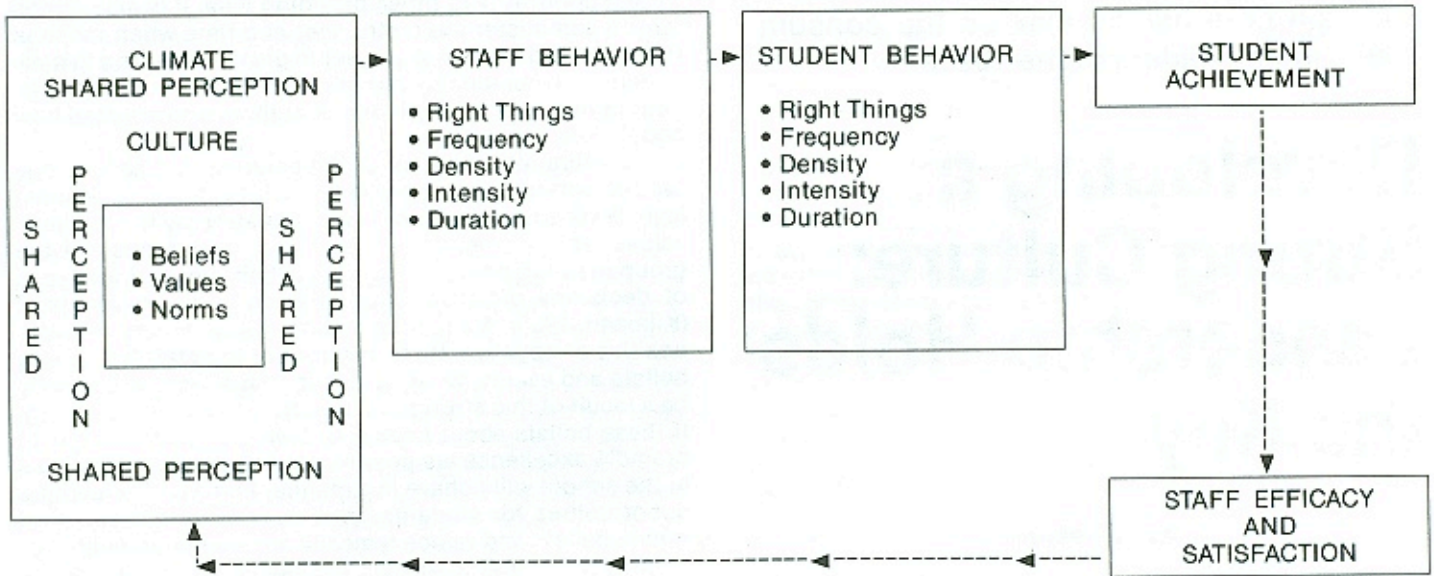 CLIMATE
SHARED PERCEPTION
CULTURE
SHARED
PERCEPTION
• Beliefs
• Values
• Norms
SHARED
PERCEPTION
SHARED PERCEPTION
STAFF BEHAVIOR
• Right Things
• Frequency
• Density
• Intensity
• Duration
STUDENT BEHAVIOR
• Right Things
• Frequency
• Density
• Intensity
• Duration
STUDENT
ACHIEVEMENT
STAFF EFFICACY
AND
SATISFACTION